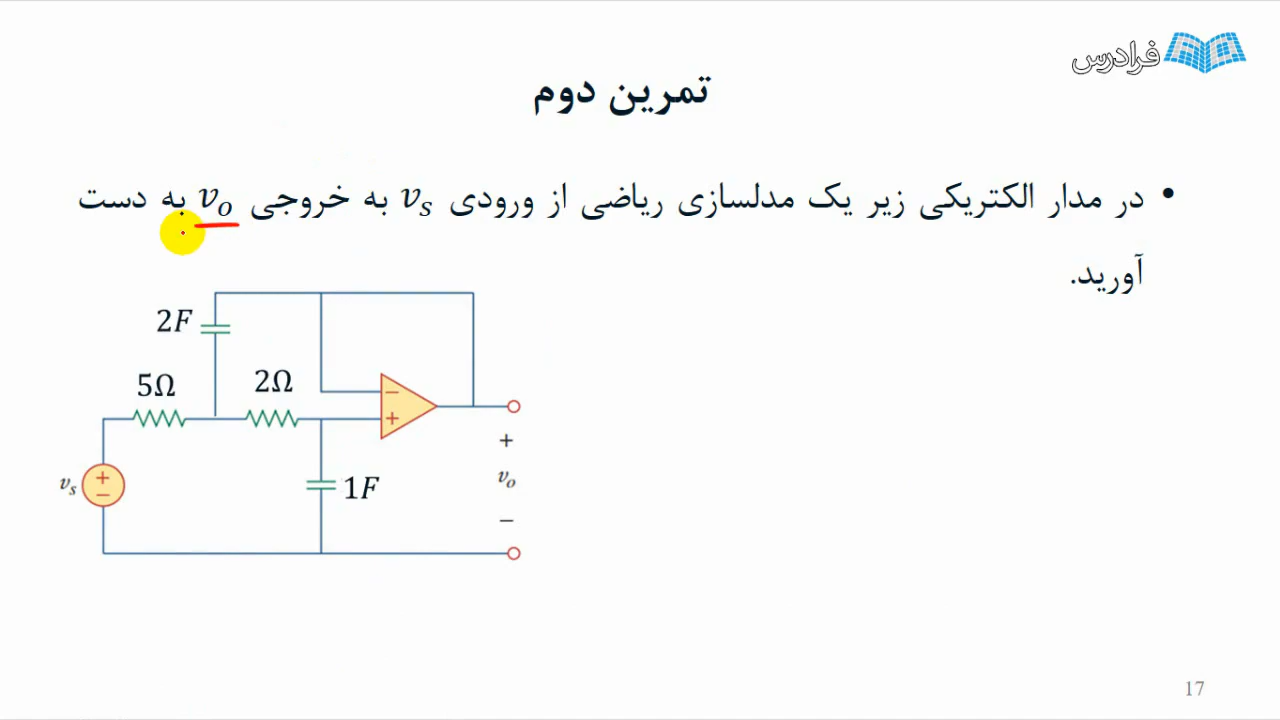 فرادرس
تمرین دوم
• در مدار الکتریکی زیر یک مدلسازی ریاضی از ورودی vₛ به خروجی vₒ به دست
آورید.
2F
5Ω 2Ω
−
+
+
vₛ + −
1F
vₒ
−
17